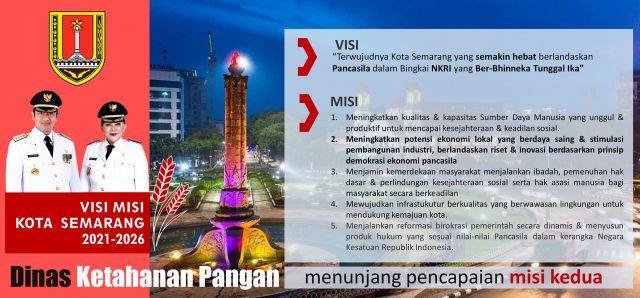 VISI MISI
KOTA SEMARANG
2021-2026
VISI
"Terwujudnya Kota Semarang yang semakin hebat berlandaskan
Pancasila dalam Bingkai NKRI yang Ber-Bhinneka Tunggal Ika"
MISI
1. Meningkatkan kualitas & kapasitas Sumber Daya Manusia yang unggul &
produktif untuk mencapai kesejahteraan & keadilan sosial.
2. Meningkatkan potensi ekonomi lokal yang berdaya saing & stimulasi
pembangunan industri, berlandaskan riset & inovasi berdasarkan prinsip
demokrasi ekonomi pancasila
3. Menjamin kemerdekaan masyarakat menjalankan ibadah, pemenuhan hak
dasar & perlindungan kesejahteraan sosial serta hak asasi manusia bagi
masyarakat secara berkeadilan
4. Mewujudkan infrastukutur berkualitas yang berwawasan lingkungan untuk
mendukung kemajuan kota.
5. Menjalankan reformasi birokrasi pemerintah secara dinamis & menyusun
produk hukum yang sesuai nilai-nilai Pancasila dalam kerangka Negara
Kesatuan Republik Indonesia.
Dinas Ketahanan Pangan menunjang pencapaian misi kedua